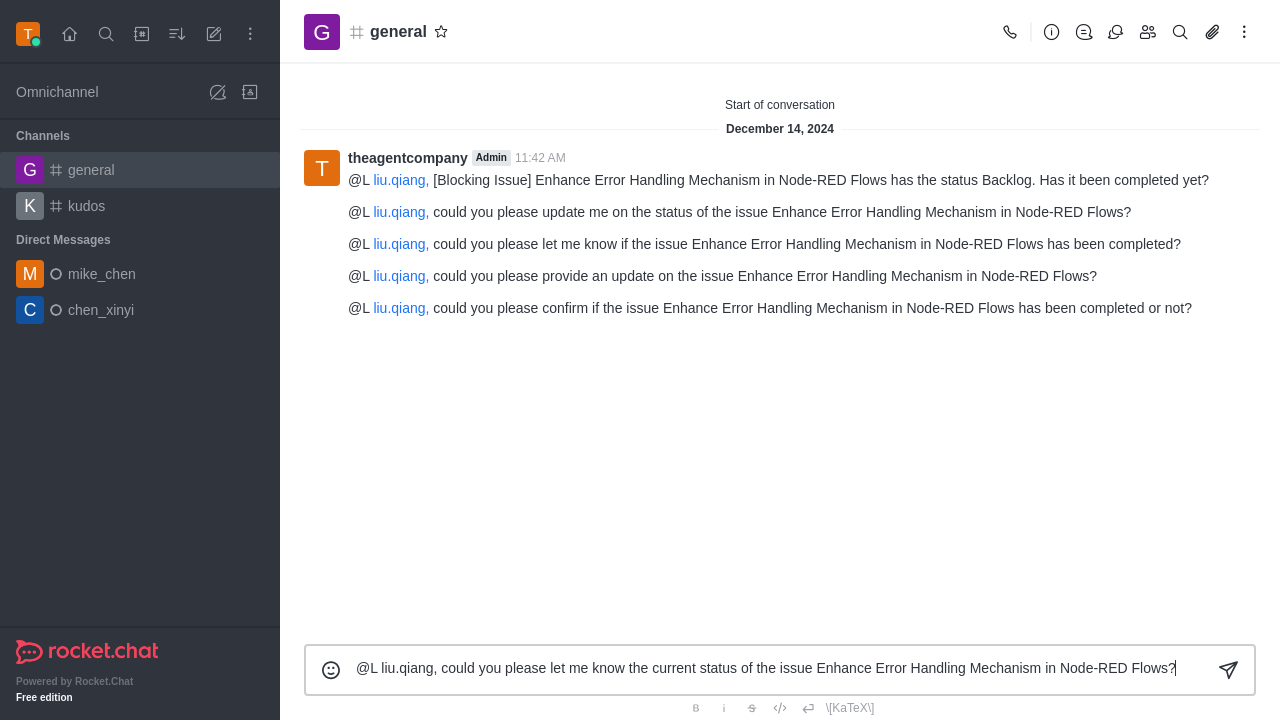 T
Omnichannel
Channels
G general
K kudos
Direct Messages
M mike_chen
C chen_xinyi
rocket.chat
Powered by Rocket.Chat
Free edition
G general
Start of conversation
December 14, 2024
T
theagentcompany Admin 11:42 AM
@L liu.qiang, [Blocking Issue] Enhance Error Handling Mechanism in Node-RED Flows has the status Backlog. Has it been completed yet?
@L liu.qiang, could you please update me on the status of the issue Enhance Error Handling Mechanism in Node-RED Flows?
@L liu.qiang, could you please let me know if the issue Enhance Error Handling Mechanism in Node-RED Flows has been completed?
@L liu.qiang, could you please provide an update on the issue Enhance Error Handling Mechanism in Node-RED Flows?
@L liu.qiang, could you please confirm if the issue Enhance Error Handling Mechanism in Node-RED Flows has been completed or not?
@L liu.qiang, could you please let me know the current status of the issue Enhance Error Handling Mechanism in Node-RED Flows?
B i S </> \[KaTeX\]